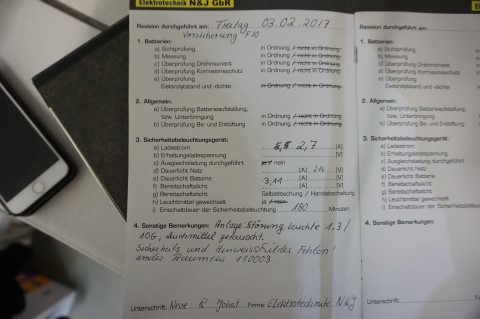 Elektrotechnik N&J GbR
Revision durchgeführt am: Freitag 03.02.2017
Versicherung F10
1. Batterien:
a) Sichtprüfung in Ordnung / nicht in Ordnung
b) Messung in Ordnung / nicht in Ordnung
c) Überprüfung Drehmoment in Ordnung / nicht in Ordnung
d) Überprüfung Korrosionsschutz in Ordnung / nicht in Ordnung
d) Überprüfung
Elektrolytstand und -dichte in Ordnung / nicht in Ordnung
2. Allgemein:
a) Überprüfung Batterieaufstellung,
bzw. Unterbringung in Ordnung / nicht in Ordnung
b) Überprüfung Be- und Entlüftung in Ordnung / nicht in Ordnung
3. Sicherheitsbeleuchtungsgerät:
a) Ladestrom 2,7 [A]
b) Erhaltungsladespannung [V]
c) Ausgleichsladung durchgeführt ja / nein
d) Dauerlicht Netz [A] [V]
e) Dauerlicht Batterie 3,11 [A] [V]
f) Bereitschaftslicht [A] [V]
g) Bereitschaftslicht Selbstlöschung / Handabschaltung
h) Leuchtmittel gewechselt ja / nein
i) Einschaltdauer der Sicherheitsbeleuchtung 180 Minuten
4. Sonstige Bemerkungen: Anlage Störung Leuchte 1.3 /
10G, Leuchtmittel getauscht.
Sicherheits und Hinweisschilder Fehlen!
110003
Unterschrift: Firma: Elektrotechnik N&J
Revision durchgeführt am:
1. Batterien:
a) Sichtprüfung
b) Messung
c) Überprüfung Drehmoment
d) Überprüfung Korrosionsschutz
d) Überprüfung
Elektrolytstand und -dichte
2. Allgemein:
a) Überprüfung
bzw. Unterbringung
b) Überprüfung Be- und Entlüftung
3. Sicherheitsbeleuchtungsgerät:
a) Ladestrom
b) Erhaltungsladespannung
c) Ausgleichsladung durchgeführt
d) Dauerlicht Netz
e) Dauerlicht Batterie
f) Bereitschaftslicht
g) Bereitschaftslicht
h) Leuchtmittel gewechselt
i) Einschaltdauer der
4. Sonstige Bemerkungen:
Unterschrift: